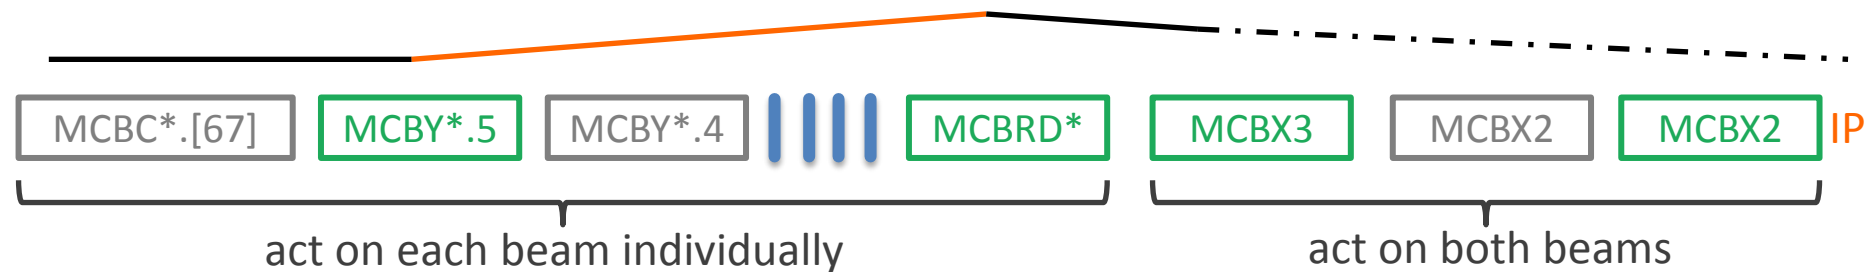 MCBC*.[67] MCBY*.5 MCBY*.4 MCBRD* MCBX3 MCBX2 MCBX2 IP
act on each beam individually act on both beams